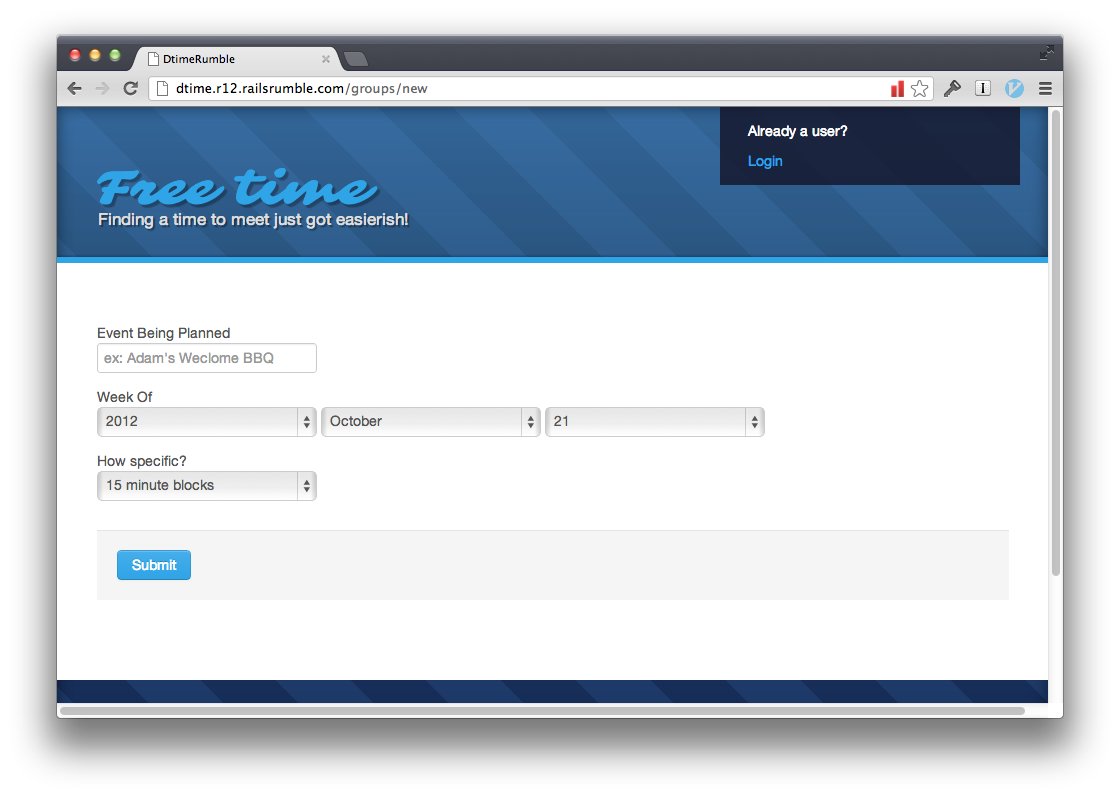 DtimeRumble
dtime.r12.railsrumble.com/groups/new
Already a user?
Login
Free time
Finding a time to meet just got easierish!
Event Being Planned
ex: Adam's Weclome BBQ
Week Of
2012 October 21
How specific?
15 minute blocks
Submit